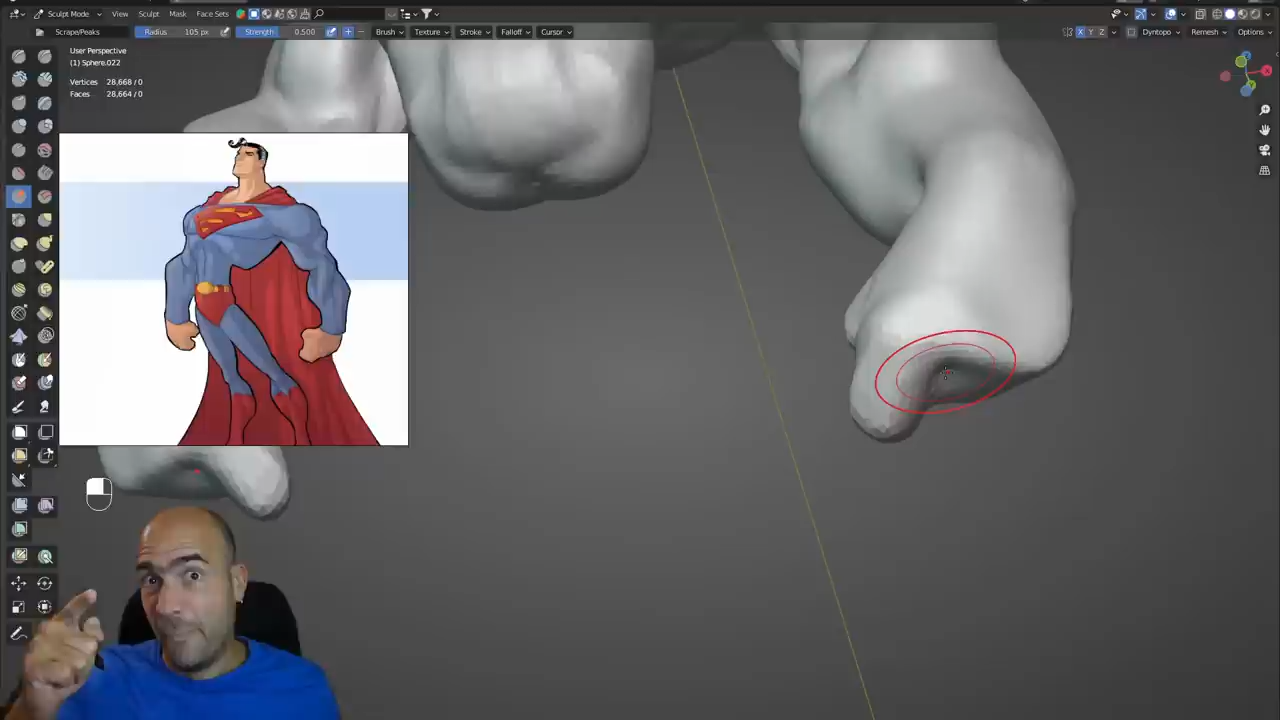 Sculpt Mode View Sculpt Mask Face Sets
Scrape/Peaks Radius 105 px Strength 0.500 Brush Texture Stroke Falloff Cursor X Y Z Dyntopo Remesh Options
User Perspective
(1) Sphere.022
Vertices 28,668 / 0
Faces 28,664 / 0
X